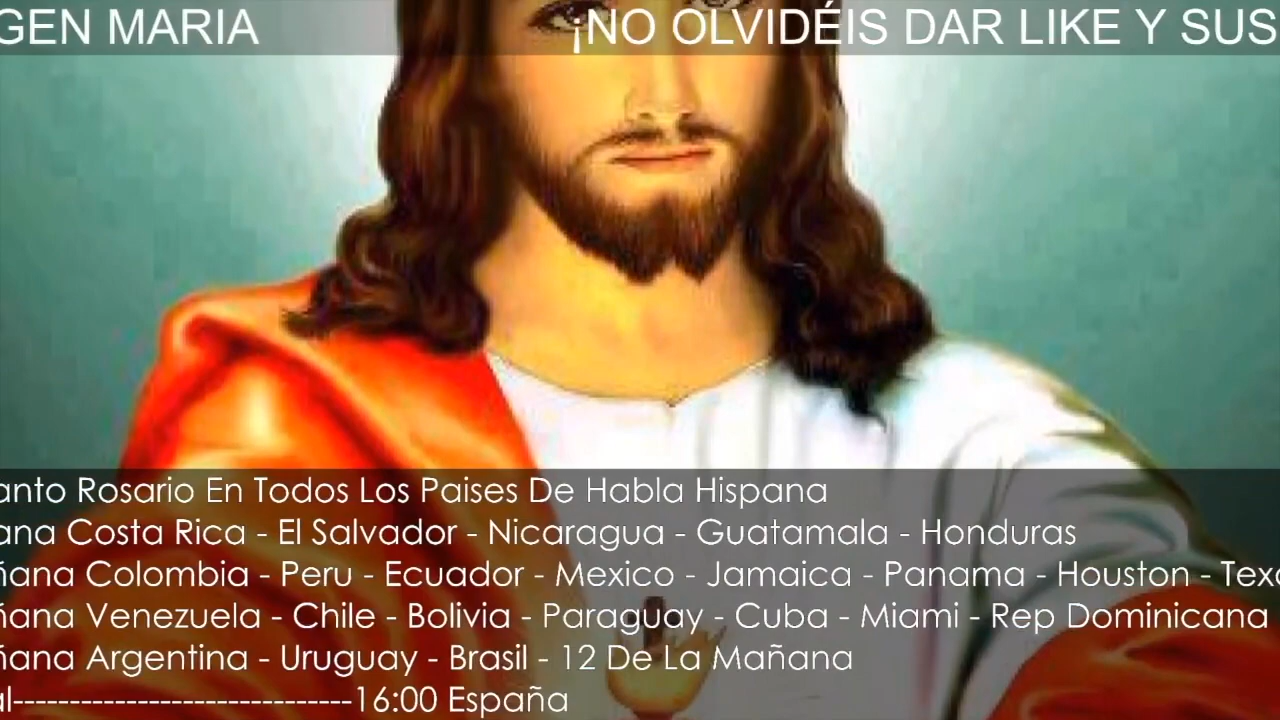 GEN MARIA ¡NO OLVIDÉIS DAR LIKE Y SUS
anto Rosario En Todos Los Paises De Habla Hispana
ana Costa Rica - El Salvador - Nicaragua - Guatamala - Honduras
ñana Colombia - Peru - Ecuador - Mexico - Jamaica - Panama - Houston - Texa
ñana Venezuela - Chile - Bolivia - Paraguay - Cuba - Miami - Rep Dominicana
ñana Argentina - Uruguay - Brasil - 12 De La Mañana
al------------------------------16:00 España